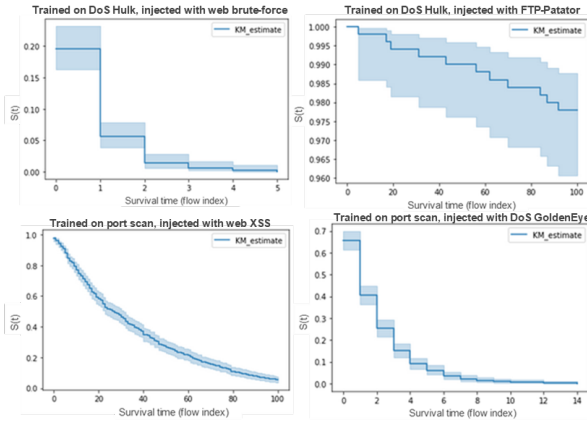 Trained on DoS Hulk, injected with web brute-force
KM_estimate
0.20
0.15
0.10
0.05
0.00
S(t)
0 1 2 3 4 5
Survival time (flow index)
Trained on DoS Hulk, injected with FTP-Patator
KM_estimate
1.000
0.995
0.990
0.985
0.980
0.975
0.970
0.965
0.960
S(t)
0 20 40 60 80 100
Survival time (flow index)
Trained on port scan, injected with web XSS
KM_estimate
1.0
0.8
0.6
0.4
0.2
0.0
S(t)
0 20 40 60 80 100
Survival time (flow index)
Trained on port scan, injected with DoS GoldenEye
KM_estimate
0.7
0.6
0.5
0.4
0.3
0.2
0.1
0.0
S(t)
0 2 4 6 8 10 12 14
Survival time (flow index)